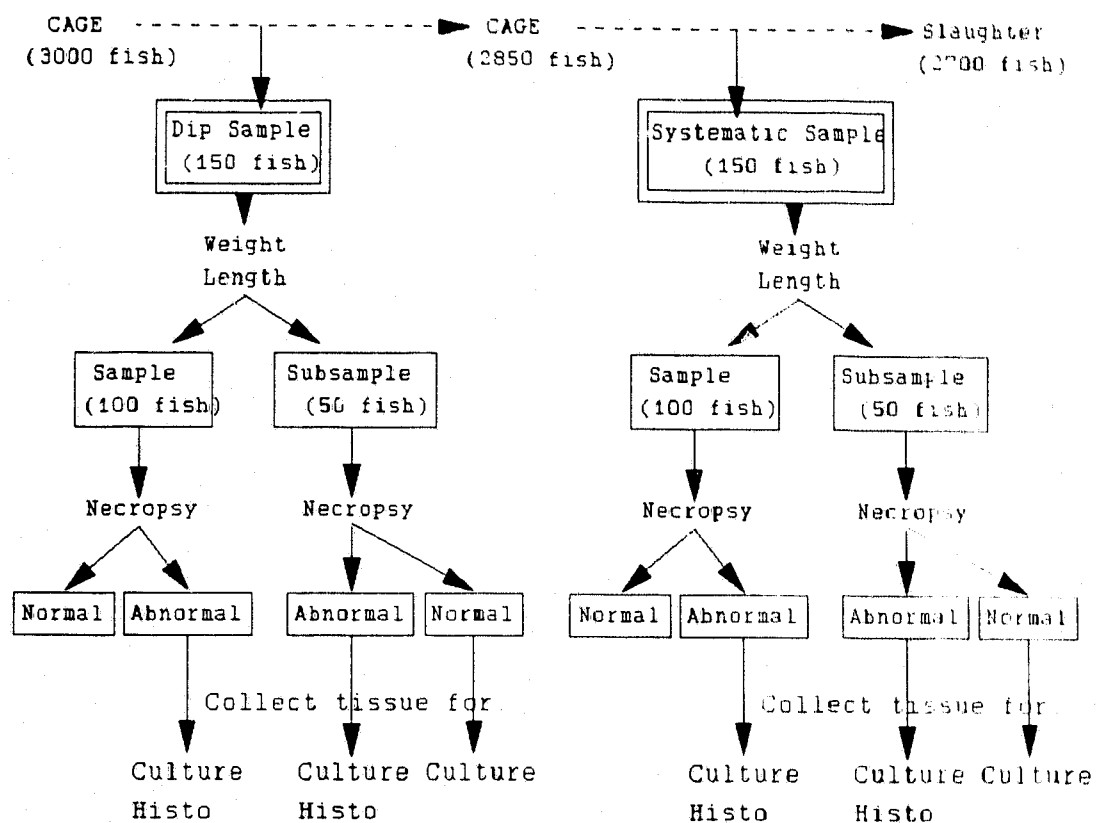 CAGE
(3000 fish)
CAGE
(2850 fish)
Slaughter
(2700 fish)
Dip Sample
(150 fish)
Systematic Sample
(150 fish)
Weight
Length
Weight
Length
Sample
(100 fish)
Subsample
(50 fish)
Sample
(100 fish)
Subsample
(50 fish)
Necropsy
Necropsy
Necropsy
Necropsy
Normal
Abnormal
Abnormal
Normal
Normal
Abnormal
Abnormal
Normal
Collect tissue for
Collect tissue for
Culture
Histo
Culture
Histo
Culture
Culture
Histo
Culture
Histo
Culture